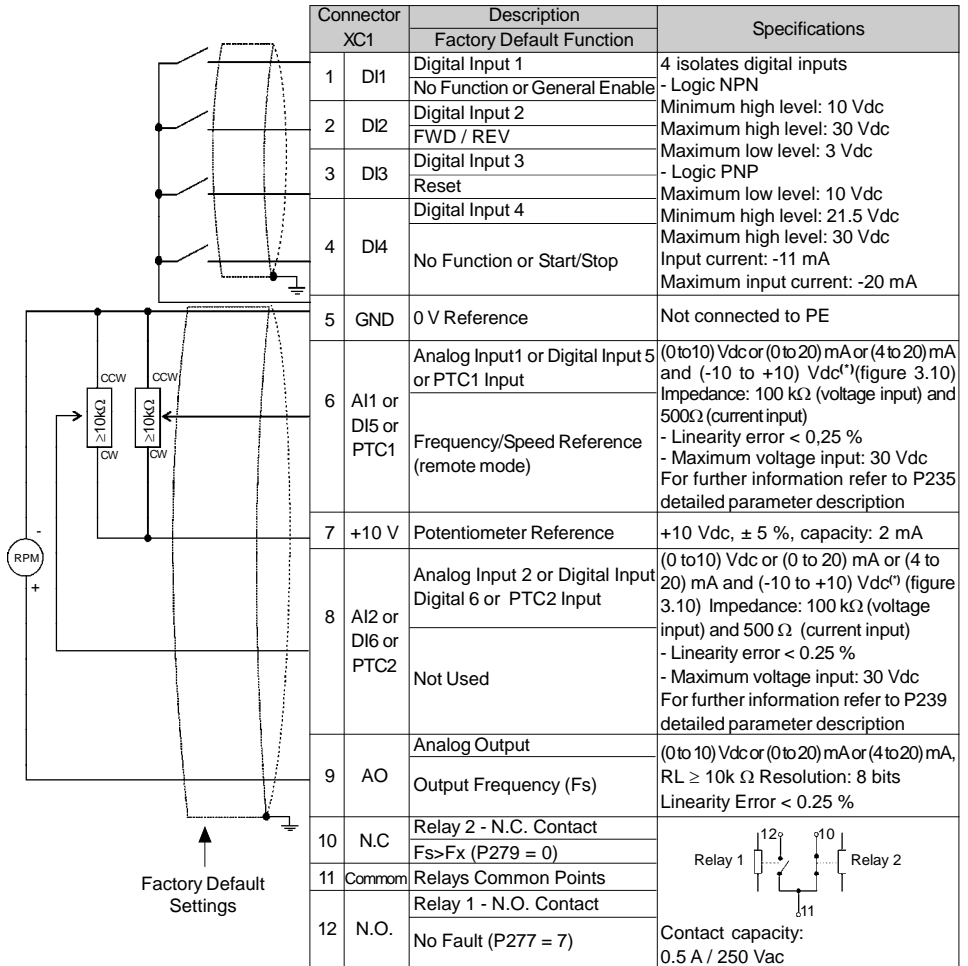 Connector
XC1
Description
Factory Default Function
Specifications
1
DI1
Digital Input 1
No Function or General Enable
2
DI2
Digital Input 2
FWD / REV
3
DI3
Digital Input 3
Reset
4
DI4
Digital Input 4
No Function or Start/Stop
4 isolates digital inputs
- Logic NPN
Minimum high level: 10 Vdc
Maximum high level: 30 Vdc
Maximum low level: 3 Vdc
- Logic PNP
Maximum low level: 10 Vdc
Minimum high level: 21.5 Vdc
Maximum high level: 30 Vdc
Input current: -11 mA
Maximum input current: -20 mA
5
GND
0 V Reference
Not connected to PE
CCW
≥10kΩ
CW
CCW
≥10kΩ
CW
6
AI1 or
DI5 or
PTC1
Analog Input1 or Digital Input 5
or PTC1 Input
Frequency/Speed Reference
(remote mode)
(0 to10) Vdc or (0 to 20) mA or (4 to 20) mA
and (-10 to +10) Vdc(*)(figure 3.10)
Impedance: 100 kΩ (voltage input) and
500Ω (current input)
- Linearity error < 0,25 %
- Maximum voltage input: 30 Vdc
For further information refer to P235
detailed parameter description
7
+10 V
Potentiometer Reference
+10 Vdc, ± 5 %, capacity: 2 mA
-
RPM
+
8
AI2 or
DI6 or
PTC2
Analog Input 2 or Digital Input
Digital 6 or PTC2 Input
Not Used
(0 to10) Vdc or (0 to 20) mA or (4 to
20) mA and (-10 to +10) Vdc(*) (figure
3.10) Impedance: 100 kΩ (voltage
input) and 500 Ω (current input)
- Linearity error < 0.25 %
- Maximum voltage input: 30 Vdc
For further information refer to P239
detailed parameter description
9
AO
Analog Output
Output Frequency (Fs)
(0 to 10) Vdc or (0 to 20) mA or (4 to 20) mA,
RL ≥ 10k Ω Resolution: 8 bits
Linearity Error < 0.25 %
10
N.C
Relay 2 - N.C. Contact
Fs>Fx (P279 = 0)
11
Commom
Relays Common Points
12
N.O.
Relay 1 - N.O. Contact
No Fault (P277 = 7)
12
10
Relay 1
Relay 2
11
Contact capacity:
0.5 A / 250 Vac
Factory Default
Settings